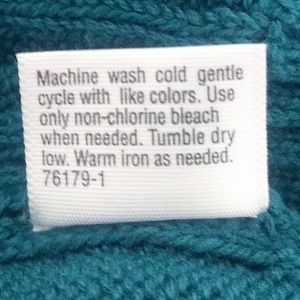 Machine wash cold gentle
cycle with like colors. Use
only non-chlorine bleach
when needed. Tumble dry
low. Warm iron as needed.
76179-1